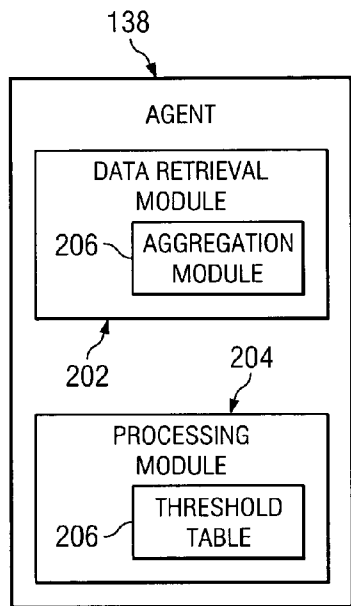 138
AGENT
DATA RETRIEVAL
MODULE
206
AGGREGATION
MODULE
202
204
PROCESSING
MODULE
206
THRESHOLD
TABLE